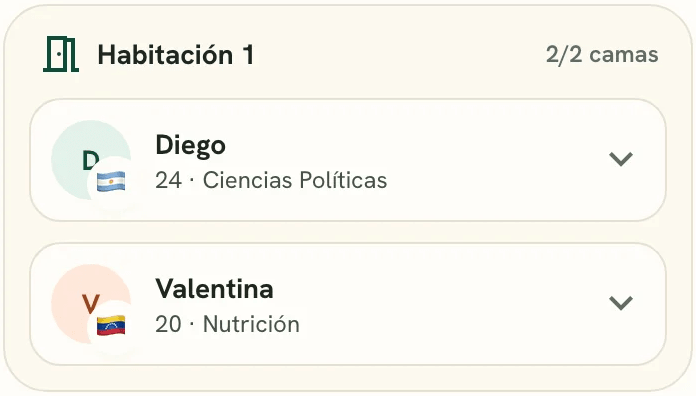 Habitación 1
2/2 camas
D
Diego
24 · Ciencias Políticas
V
Valentina
20 · Nutrición